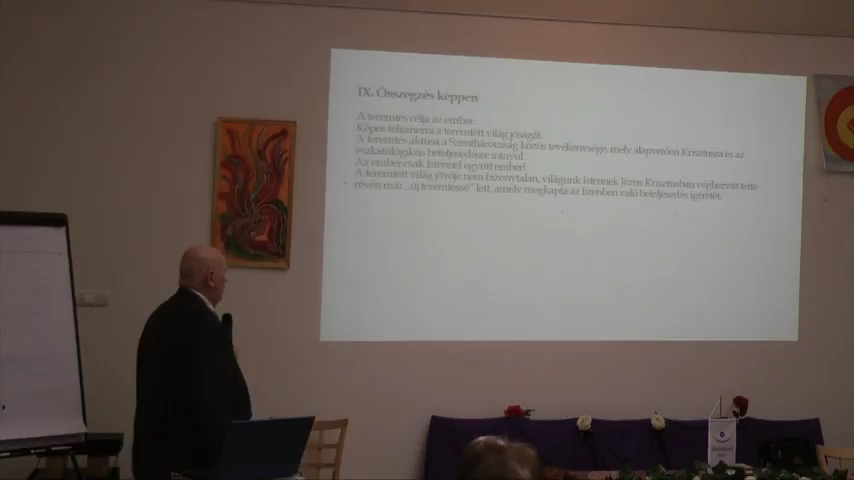 IX. Összegzés képpen
A teremtés célja az ember.
Képes felismerni a teremtett világ jóságát.
A teremtés aktusa a Szentháromság közös tevékenysége, mely alapvetően Krisztusra és az
eszkatológikus beteljesedésre irányul.
Az ember csak Istennel együtt ember!
A teremtett világ jövője nem bizonytalan, világunk Istennek Jézus Krisztusban véghezvitt tette
révén már „új teremtéssé” lett, amely megkapta az Istenben való beteljesedés ígéretét.